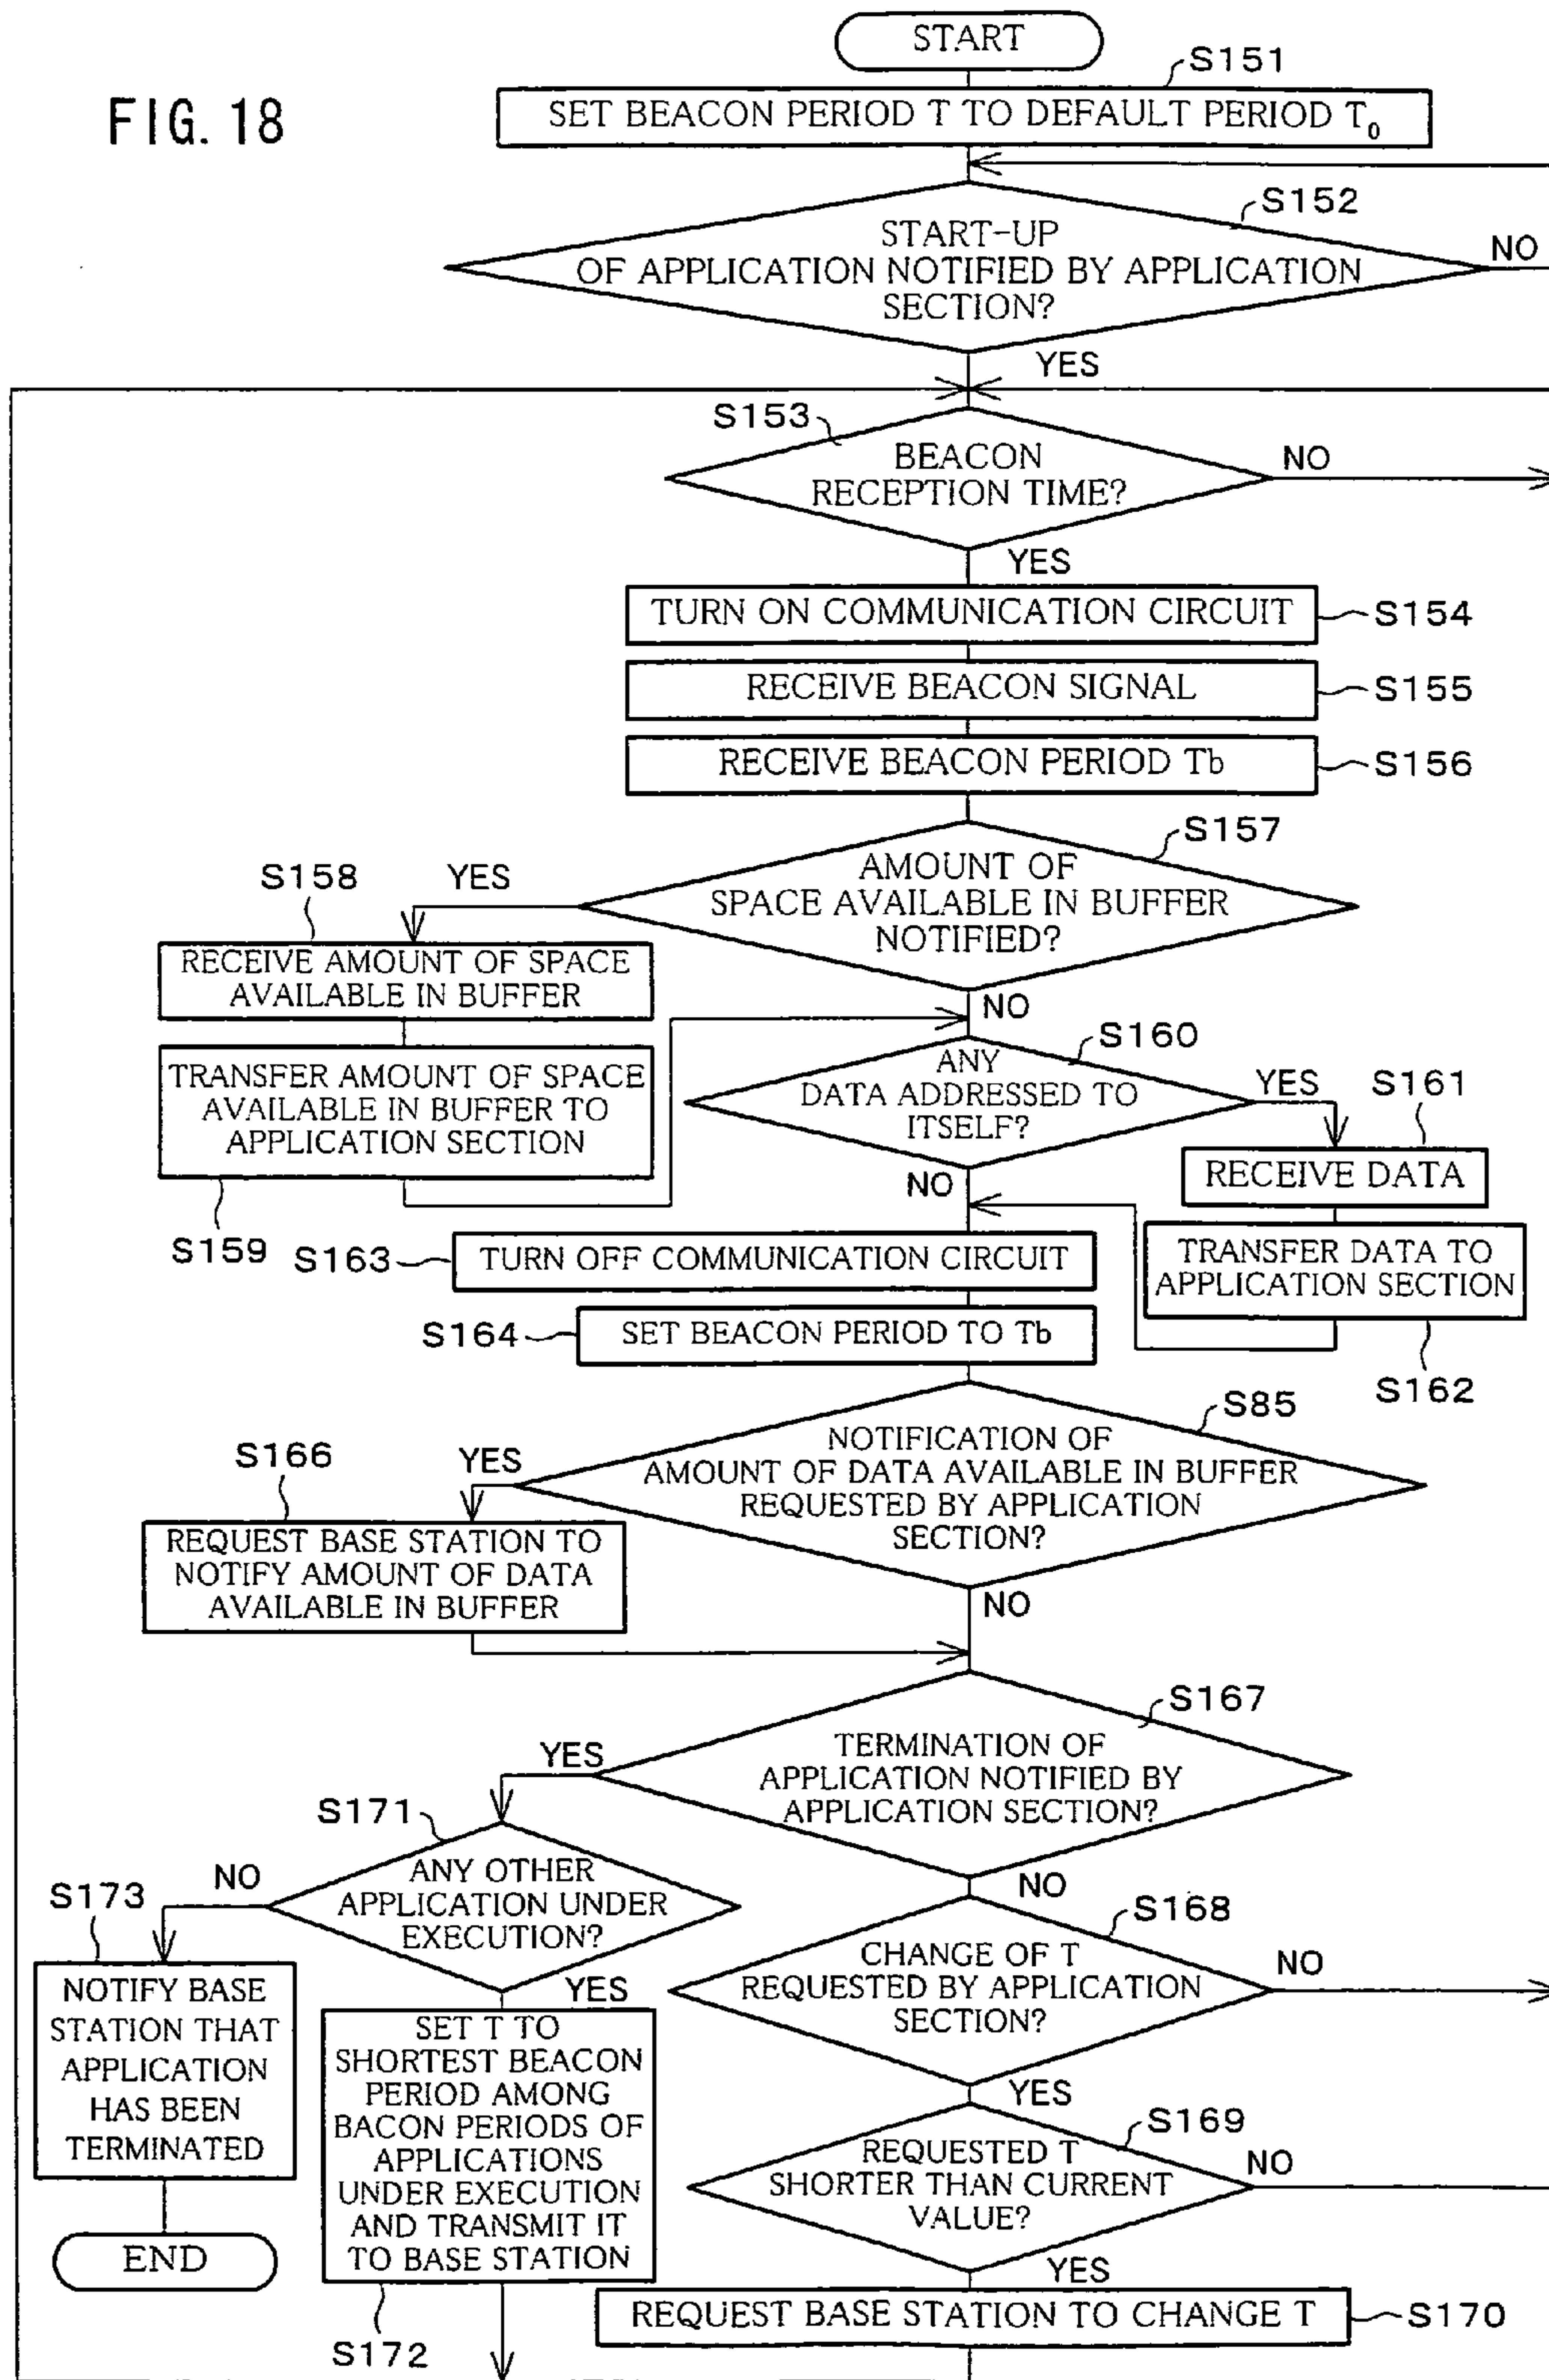 START
S151
FIG. 18
SET BEACON PERIOD T TO DEFAULT PERIOD T0
S152
START-UP
OF APPLICATION NOTIFIED BY APPLICATION
SECTION?
NO
YES
S153
BEACON
RECEPTION TIME?
NO
YES
TURN ON COMMUNICATION CIRCUIT
S154
RECEIVE BEACON SIGNAL
S155
RECEIVE BEACON PERIOD Tb
S156
S157
AMOUNT OF
SPACE AVAILABLE IN BUFFER
NOTIFIED?
S158
YES
RECEIVE AMOUNT OF SPACE
AVAILABLE IN BUFFER
NO
TRANSFER AMOUNT OF SPACE
AVAILABLE IN BUFFER TO
APPLICATION SECTION
S159
S160
ANY
DATA ADDRESSED TO
ITSELF?
YES
S161
RECEIVE DATA
NO
TRANSFER DATA TO
APPLICATION SECTION
S162
S163
TURN OFF COMMUNICATION CIRCUIT
S164
SET BEACON PERIOD TO Tb
S85
NOTIFICATION OF
AMOUNT OF DATA AVAILABLE IN BUFFER
REQUESTED BY APPLICATION
SECTION?
S166
YES
REQUEST BASE STATION TO
NOTIFY AMOUNT OF DATA
AVAILABLE IN BUFFER
NO
S167
TERMINATION OF
APPLICATION NOTIFIED BY
APPLICATION SECTION?
YES
S171
ANY OTHER
APPLICATION UNDER
EXECUTION?
NO
S173
NOTIFY BASE
STATION THAT
APPLICATION
HAS BEEN
TERMINATED
END
YES
SET T TO
SHORTEST BEACON
PERIOD AMONG
BACON PERIODS OF
APPLICATIONS
UNDER EXECUTION
AND TRANSMIT IT
TO BASE STATION
S172
NO
S168
CHANGE OF T
REQUESTED BY APPLICATION
SECTION?
NO
YES
S169
REQUESTED T
SHORTER THAN CURRENT
VALUE?
NO
YES
REQUEST BASE STATION TO CHANGE T
S170